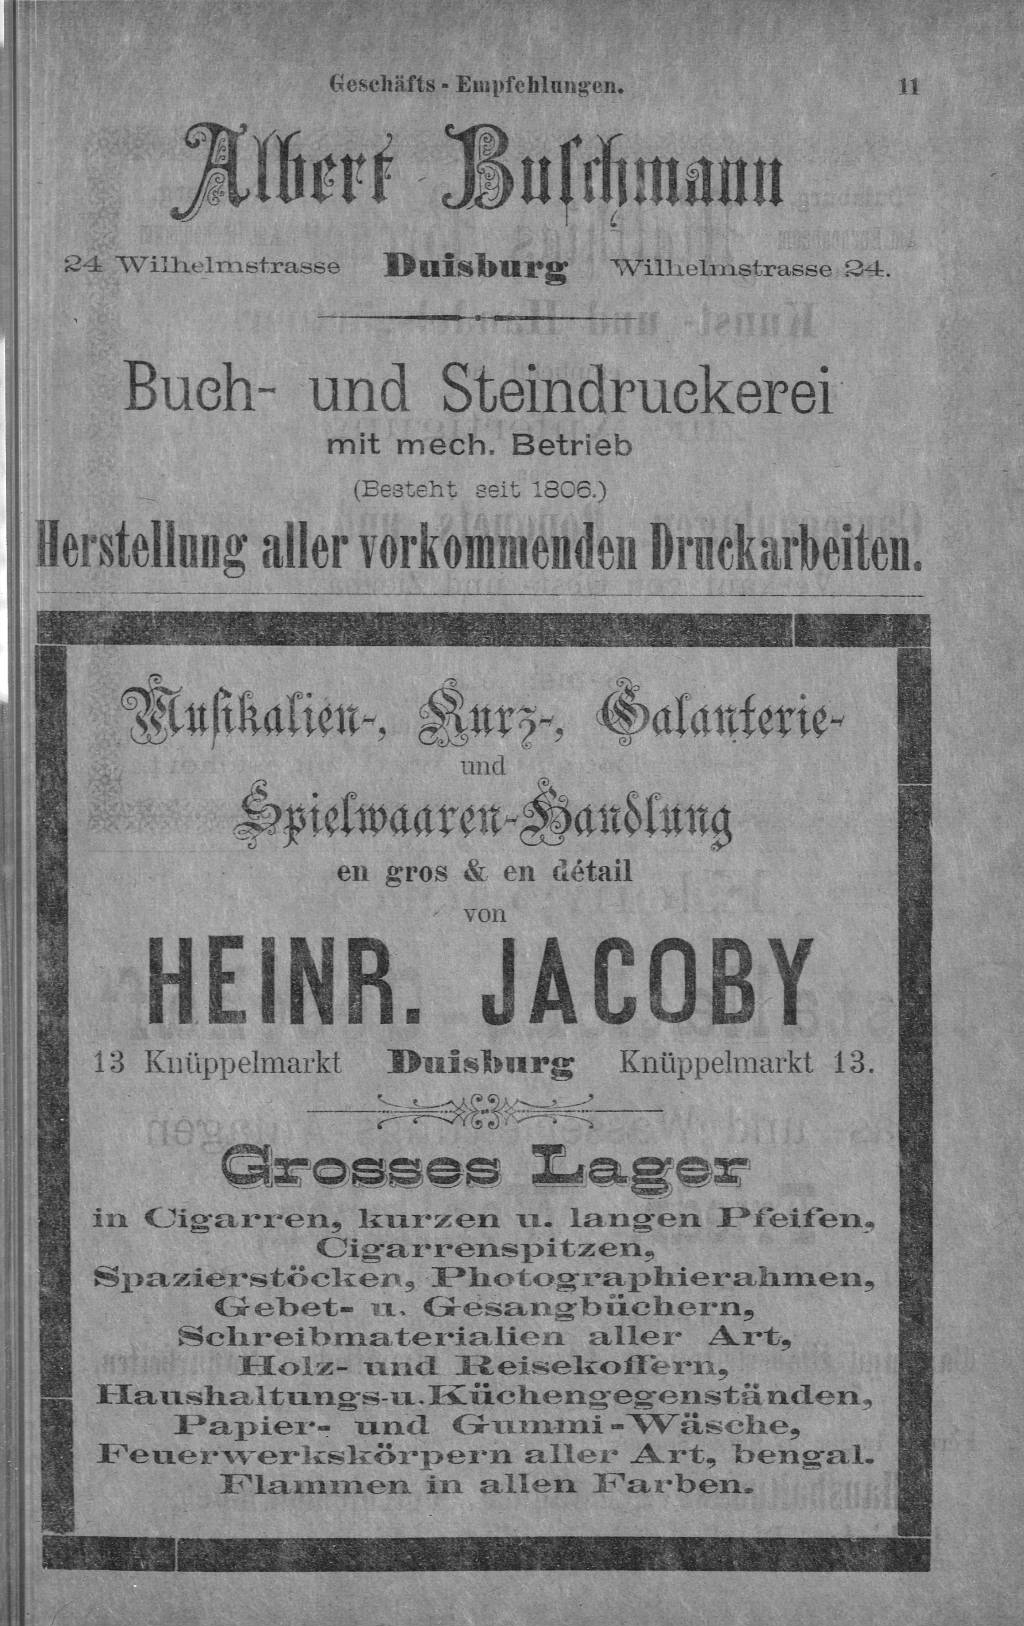 Geschäfts - Empfehlungen. 11
Albert Buschmann
24 Wilhelmstrasse Duisburg Wilhelmstrasse 24.
Buch- und Steindruckerei
mit mech. Betrieb
(Besteht seit 1806.)
Herstellung aller vorkommenden Druckarbeiten.
Musikalien-, Kurz-, Galanterie-
und
Spielwaaren-Handlung
en gros & en détail
von
HEINR. JACOBY
13 Knüppelmarkt Duisburg Knüppelmarkt 13.
Grosses Lager
in Cigarren, kurzen u. langen Pfeifen,
Cigarrenspitzen,
Spazierstöcken, Photographierahmen,
Gebet- u. Gesangbüchern,
Schreibmaterialien aller Art,
Holz- und Reisekoffern,
Haushaltungs-u.Küchengegenständen,
Papier- und Gummi-Wäsche,
Feuerwerkskörpern aller Art, bengal.
Flammen in allen Farben.